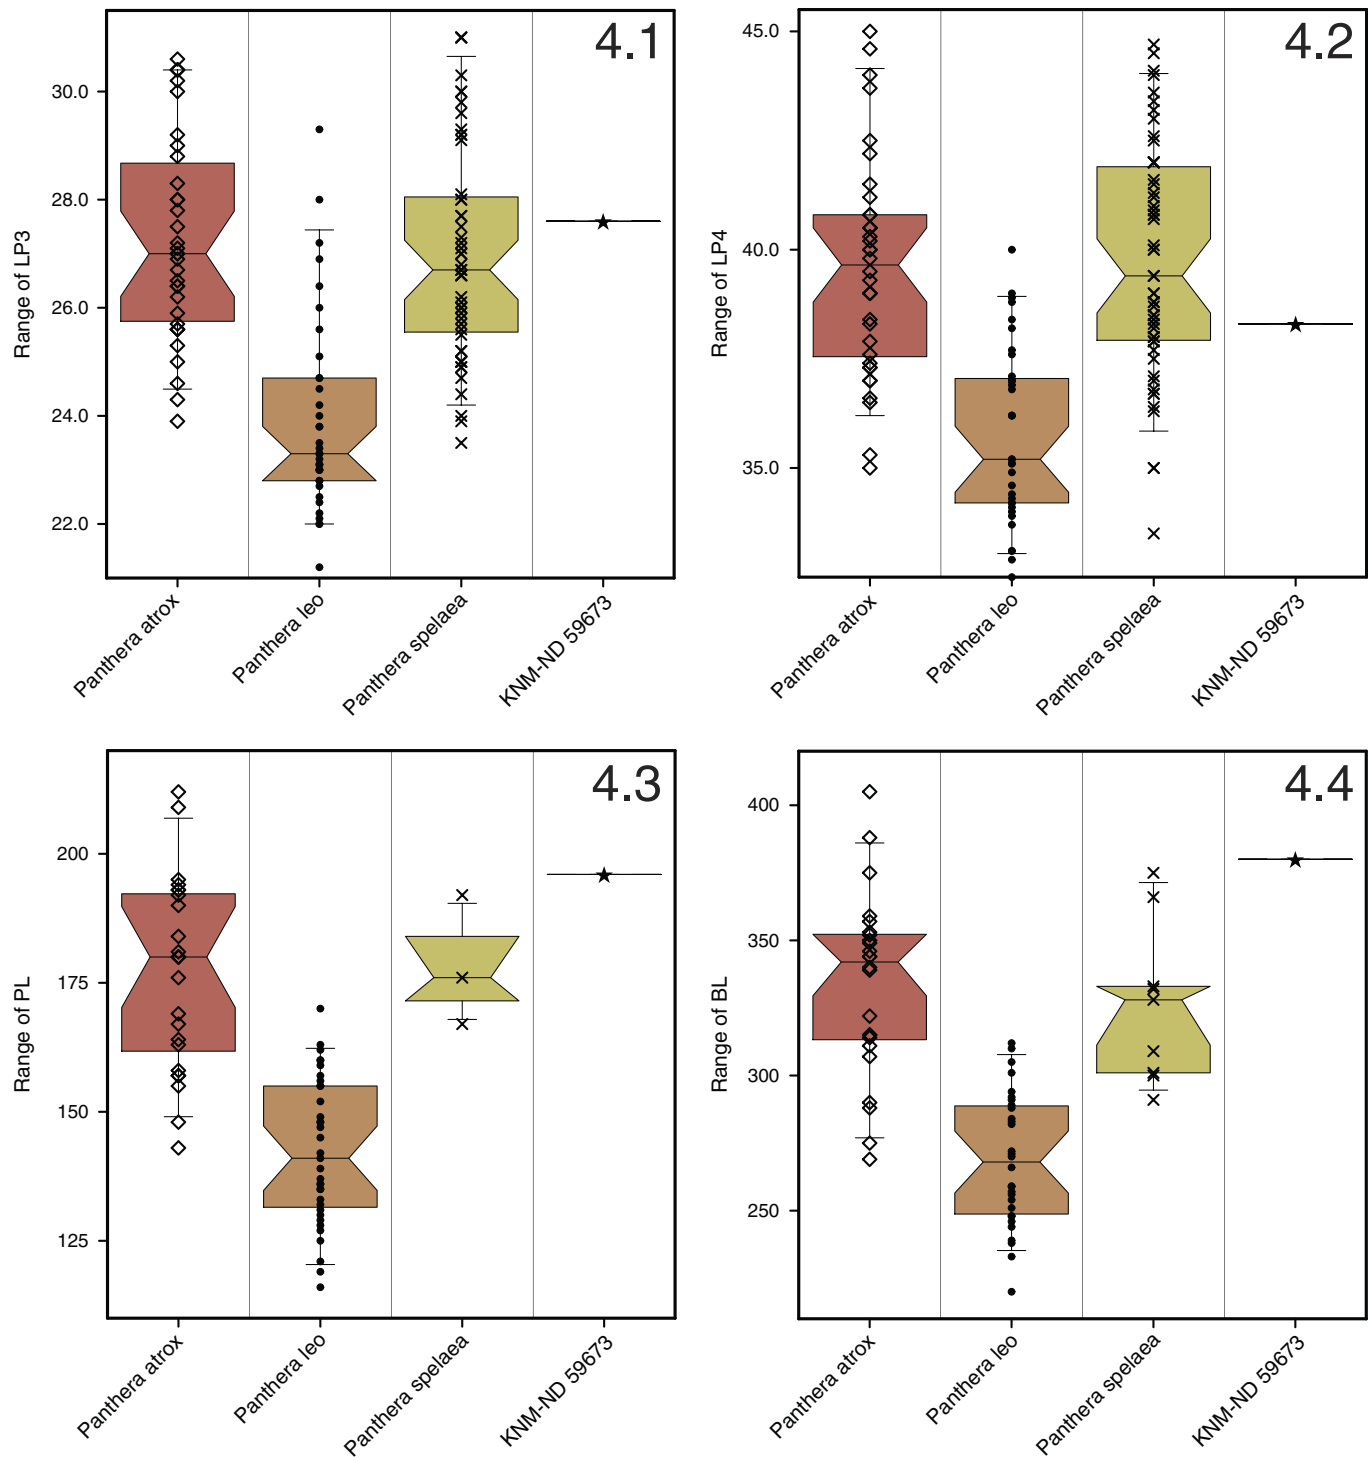 4.1
Range of LP3
30.0
28.0
26.0
24.0
22.0
Panthera atrox
Panthera leo
Panthera spelaea
KNM-ND 59673
4.2
Range of LP4
45.0
40.0
35.0
Panthera atrox
Panthera leo
Panthera spelaea
KNM-ND 59673
4.3
Range of PL
200
175
150
125
Panthera atrox
Panthera leo
Panthera spelaea
KNM-ND 59673
4.4
Range of BL
400
350
300
250
Panthera atrox
Panthera leo
Panthera spelaea
KNM-ND 59673